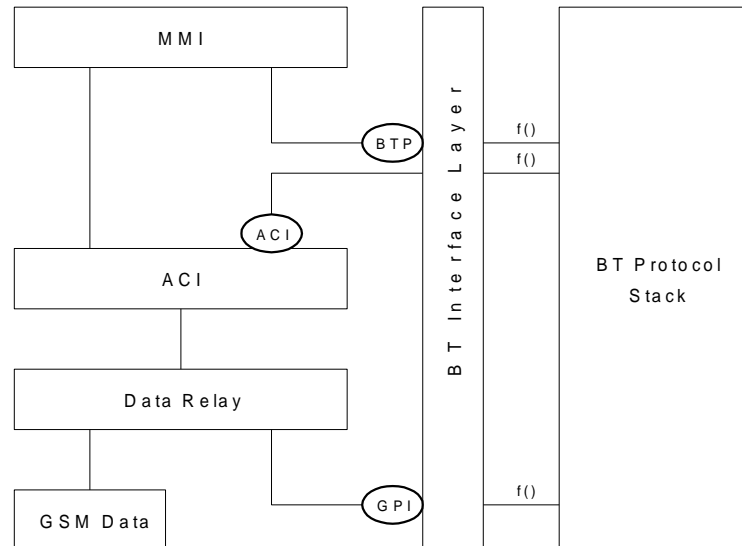 MMI
BTP
f()
f()
ACI
ACI
BT Interface Layer
BT Protocol
Stack
Data Relay
GSM Data
GPI
f()